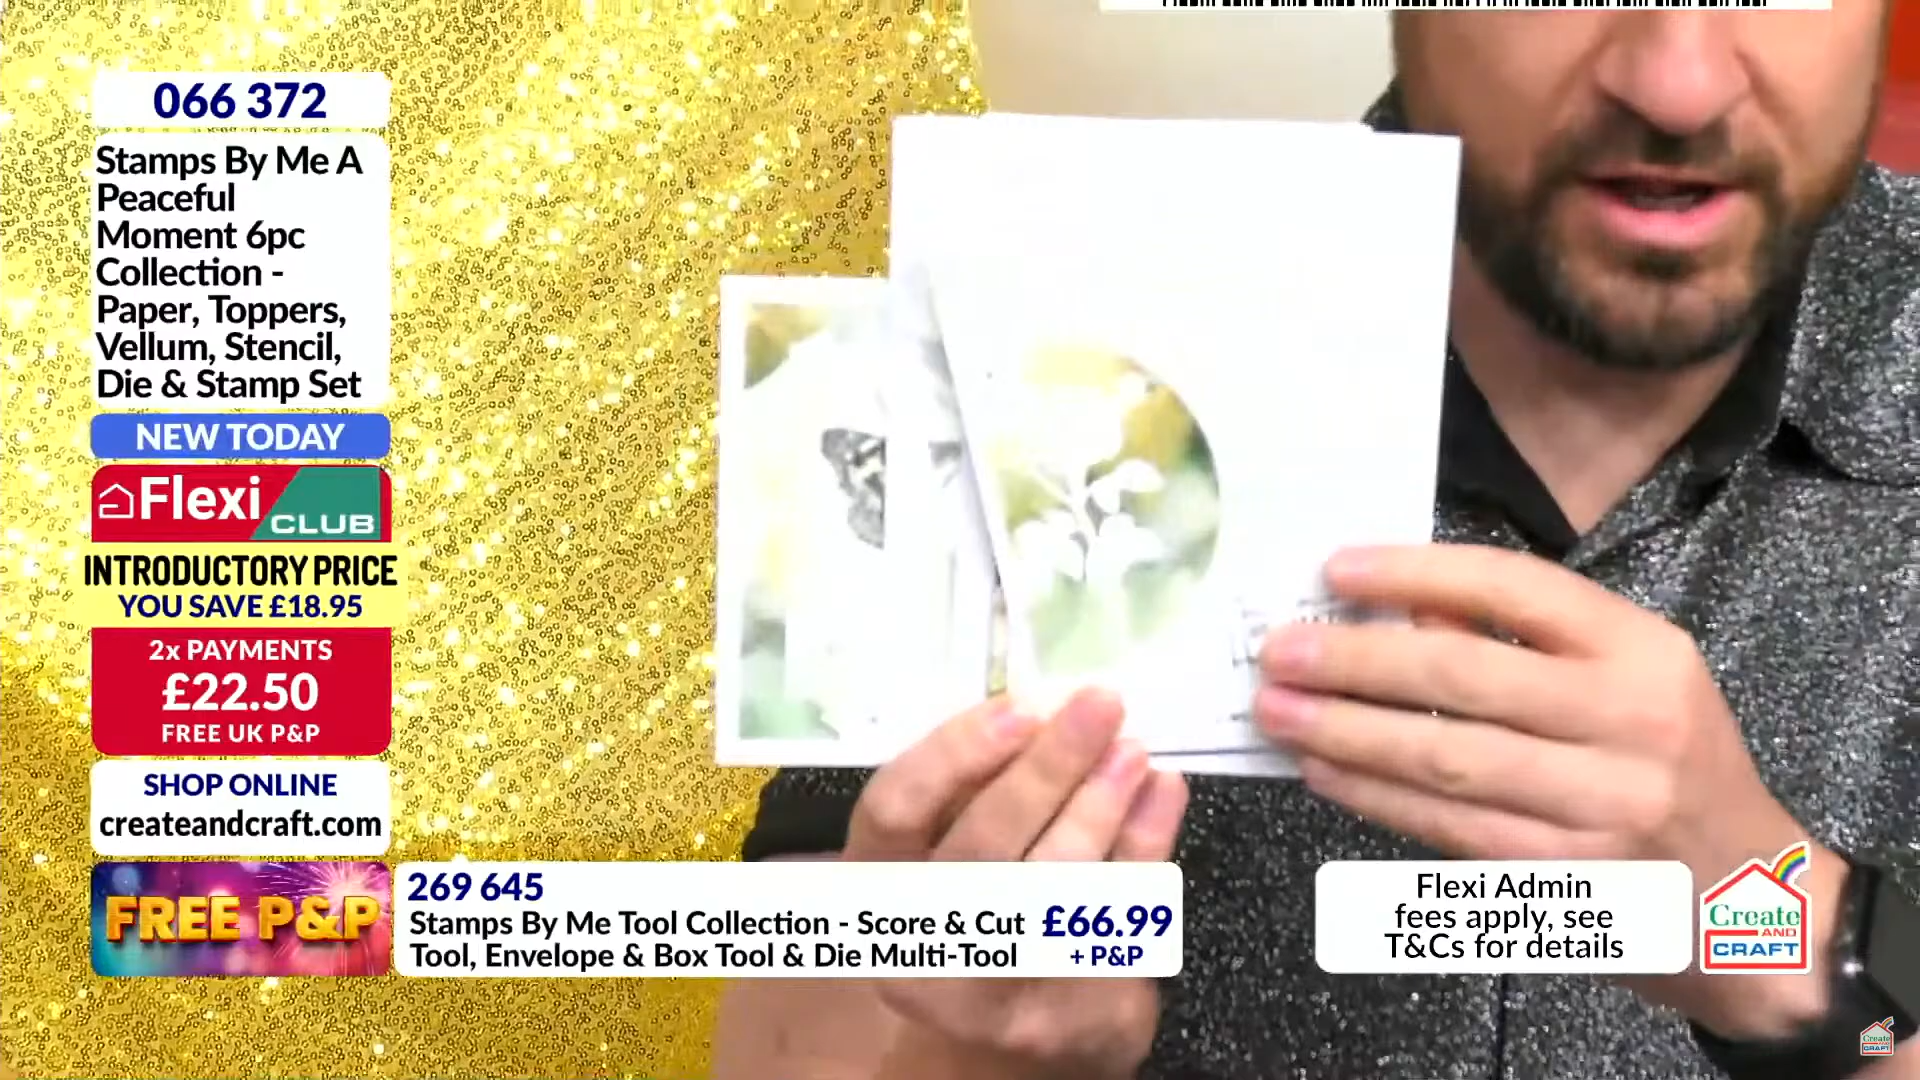 066 372
Stamps By Me A
Peaceful
Moment 6pc
Collection -
Paper, Toppers,
Vellum, Stencil,
Die & Stamp Set
NEW TODAY
Flexi
CLUB
INTRODUCTORY PRICE
YOU SAVE £18.95
2x PAYMENTS
£22.50
FREE UK P&P
SHOP ONLINE
createandcraft.com
FREE P&P
269 645
Stamps By Me Tool Collection - Score & Cut
Tool, Envelope & Box Tool & Die Multi-Tool
£66.99
+ P&P
Flexi Admin
fees apply, see
T&Cs for details
Create
AND
CRAFT
Create
AND
CRAFT